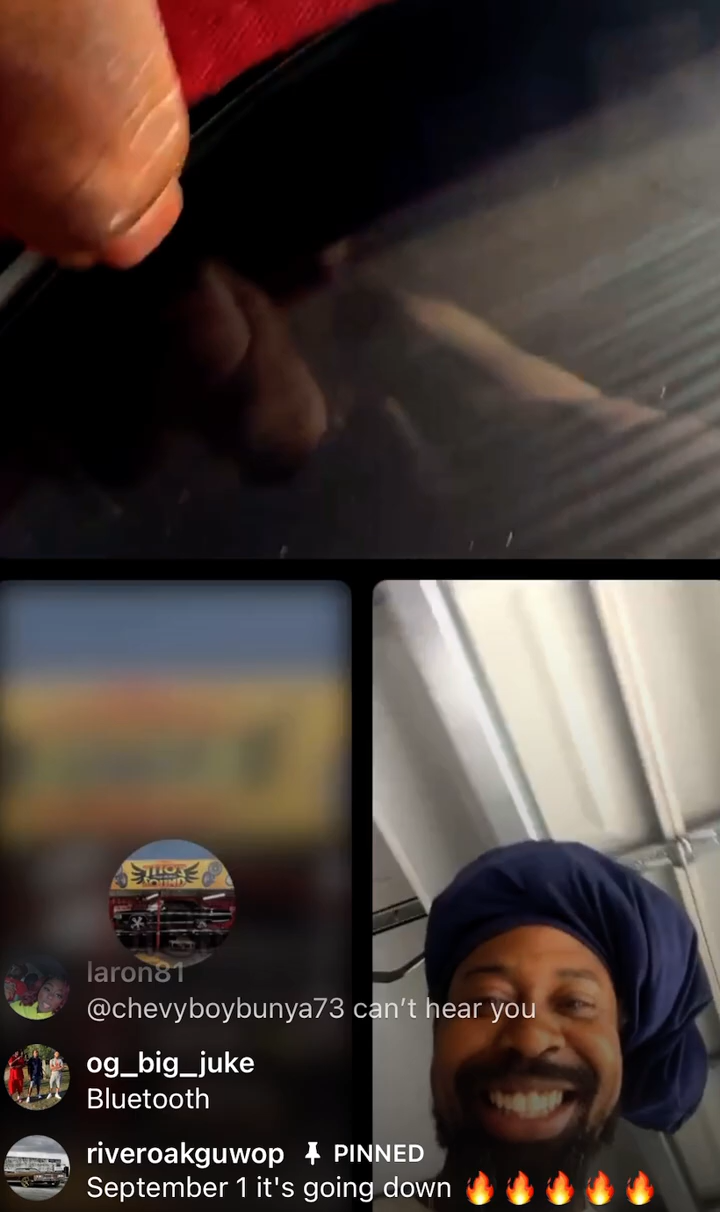 laron81
@chevyboybunya73 can't hear you
og_big_juke
Bluetooth
riveroakguwop PINNED
September 1 it's going down 🔥🔥🔥🔥🔥